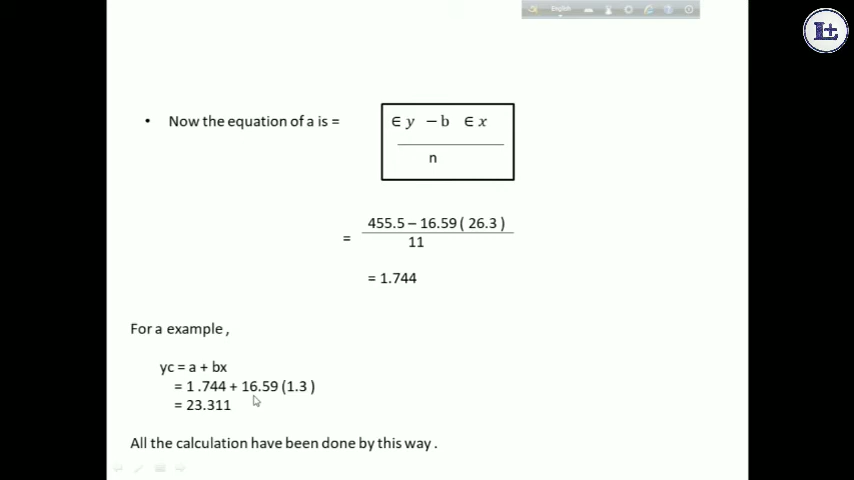 English
L+
• Now the equation of a is =
∈ y − b ∈ x
n
455.5 – 16.59 ( 26.3 )
=
11
= 1.744
For a example ,
yc = a + bx
= 1 .744 + 16.59 (1.3 )
= 23.311
All the calculation have been done by this way .